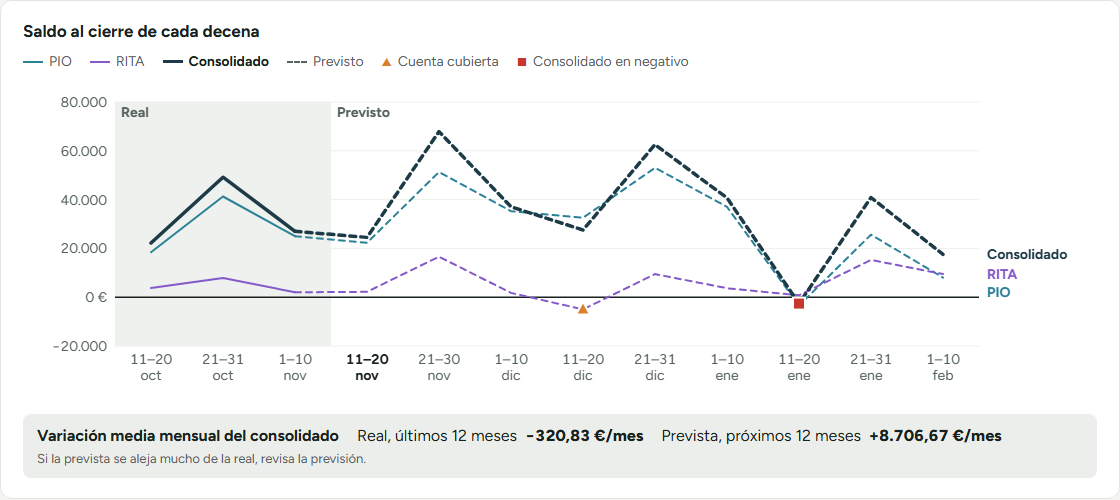 Saldo al cierre de cada decena
PIO RITA Consolidado Previsto Cuenta cubierta Consolidado en negativo
80.000
Real Previsto
60.000
40.000
20.000
0 €
−20.000
Consolidado
RITA
PIO
11–20 21–31 1–10 11–20 21–30 1–10 11–20 21–31 1–10 11–20 21–31 1–10
oct oct nov nov nov dic dic dic ene ene ene feb
Variación media mensual del consolidado Real, últimos 12 meses −320,83 €/mes Prevista, próximos 12 meses +8.706,67 €/mes
Si la prevista se aleja mucho de la real, revisa la previsión.